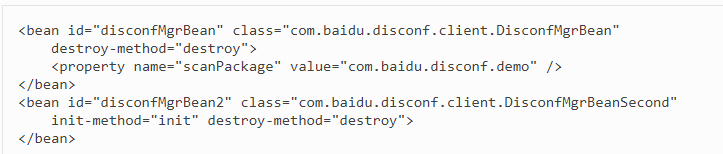 <bean id="disconfMgrBean" class="com.baidu.disconf.client.DisconfMgrBean"
    destroy-method="destroy">
    <property name="scanPackage" value="com.baidu.disconf.demo" />
</bean>
<bean id="disconfMgrBean2" class="com.baidu.disconf.client.DisconfMgrBeanSecond"
    init-method="init" destroy-method="destroy">
</bean>